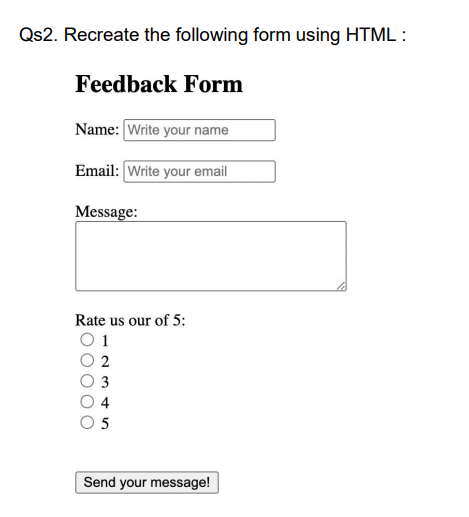 Qs2. Recreate the following form using HTML :
Feedback Form
Name: Write your name
Email: Write your email
Message:
Rate us our of 5:
1
2
3
4
5
Send your message!